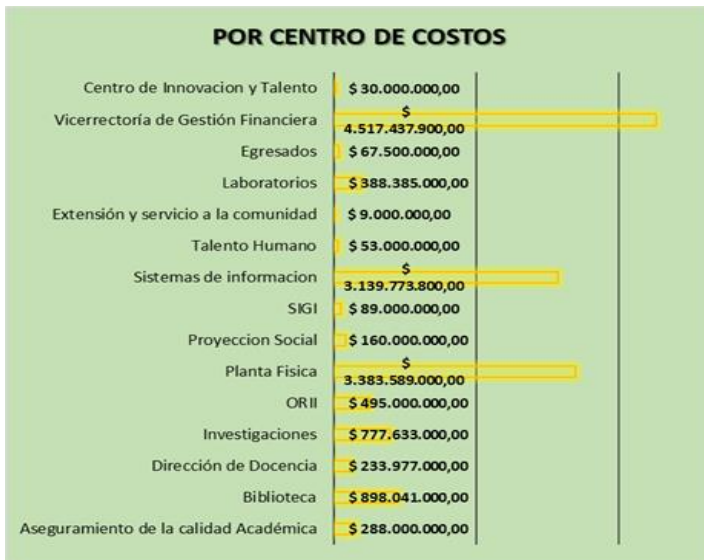 POR CENTRO DE COSTOS
Centro de Innovacion y Talento $ 30.000.000,00
Vicerrectoría de Gestión Financiera $
4.517.437.900,00
Egresados $ 67.500.000,00
Laboratorios $ 388.385.000,00
Extensión y servicio a la comunidad $ 9.000.000,00
Talento Humano $ 53.000.000,00
Sistemas de informacion $
3.139.773.800,00
SIGI $ 89.000.000,00
Proyeccion Social $ 160.000.000,00
Planta Fisica $
3.383.589.000,00
ORII $ 495.000.000,00
Investigaciones $ 777.633.000,00
Dirección de Docencia $ 233.977.000,00
Biblioteca $ 898.041.000,00
Aseguramiento de la calidad Académica $ 288.000.000,00